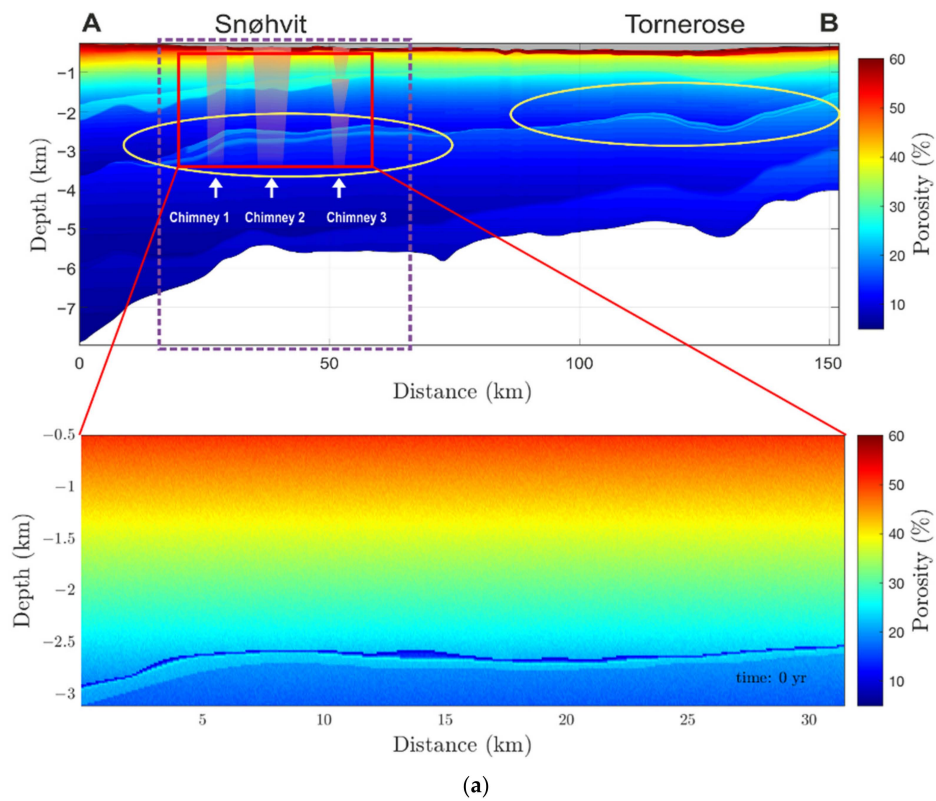 A Snøhvit Tornerose B
60
−1
50
−2
40
−3
30
−4
Chimney 1 Chimney 2 Chimney 3
20
−5
−6
10
−7
Depth (km)
Porosity (%)
0 50 100 150
Distance (km)
−0.5
60
−1
50
−1.5
40
−2
30
−2.5
20
time: 0 yr
−3
10
Depth (km)
Porosity (%)
5 10 15 20 25 30
Distance (km)
(a)